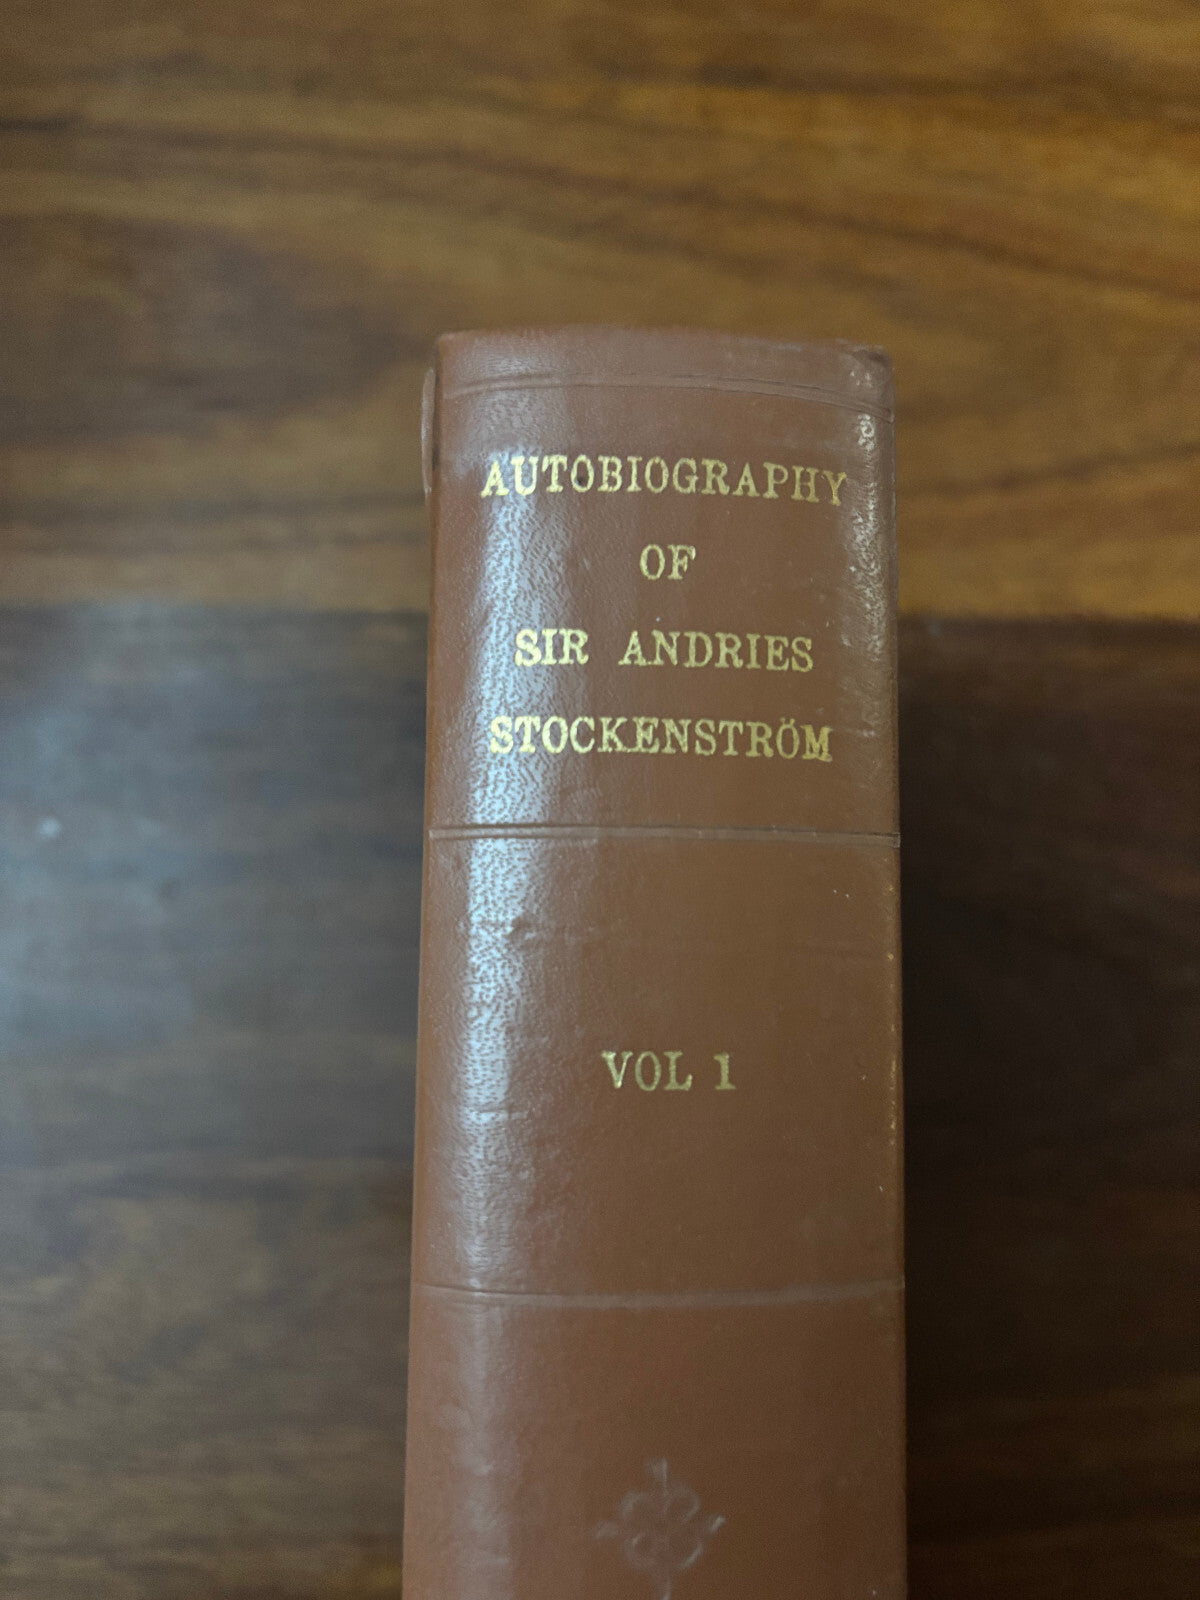 AUTOBIOGRAPHY
OF
SIR ANDRIES
STOCKENSTRÖM
VOL 1